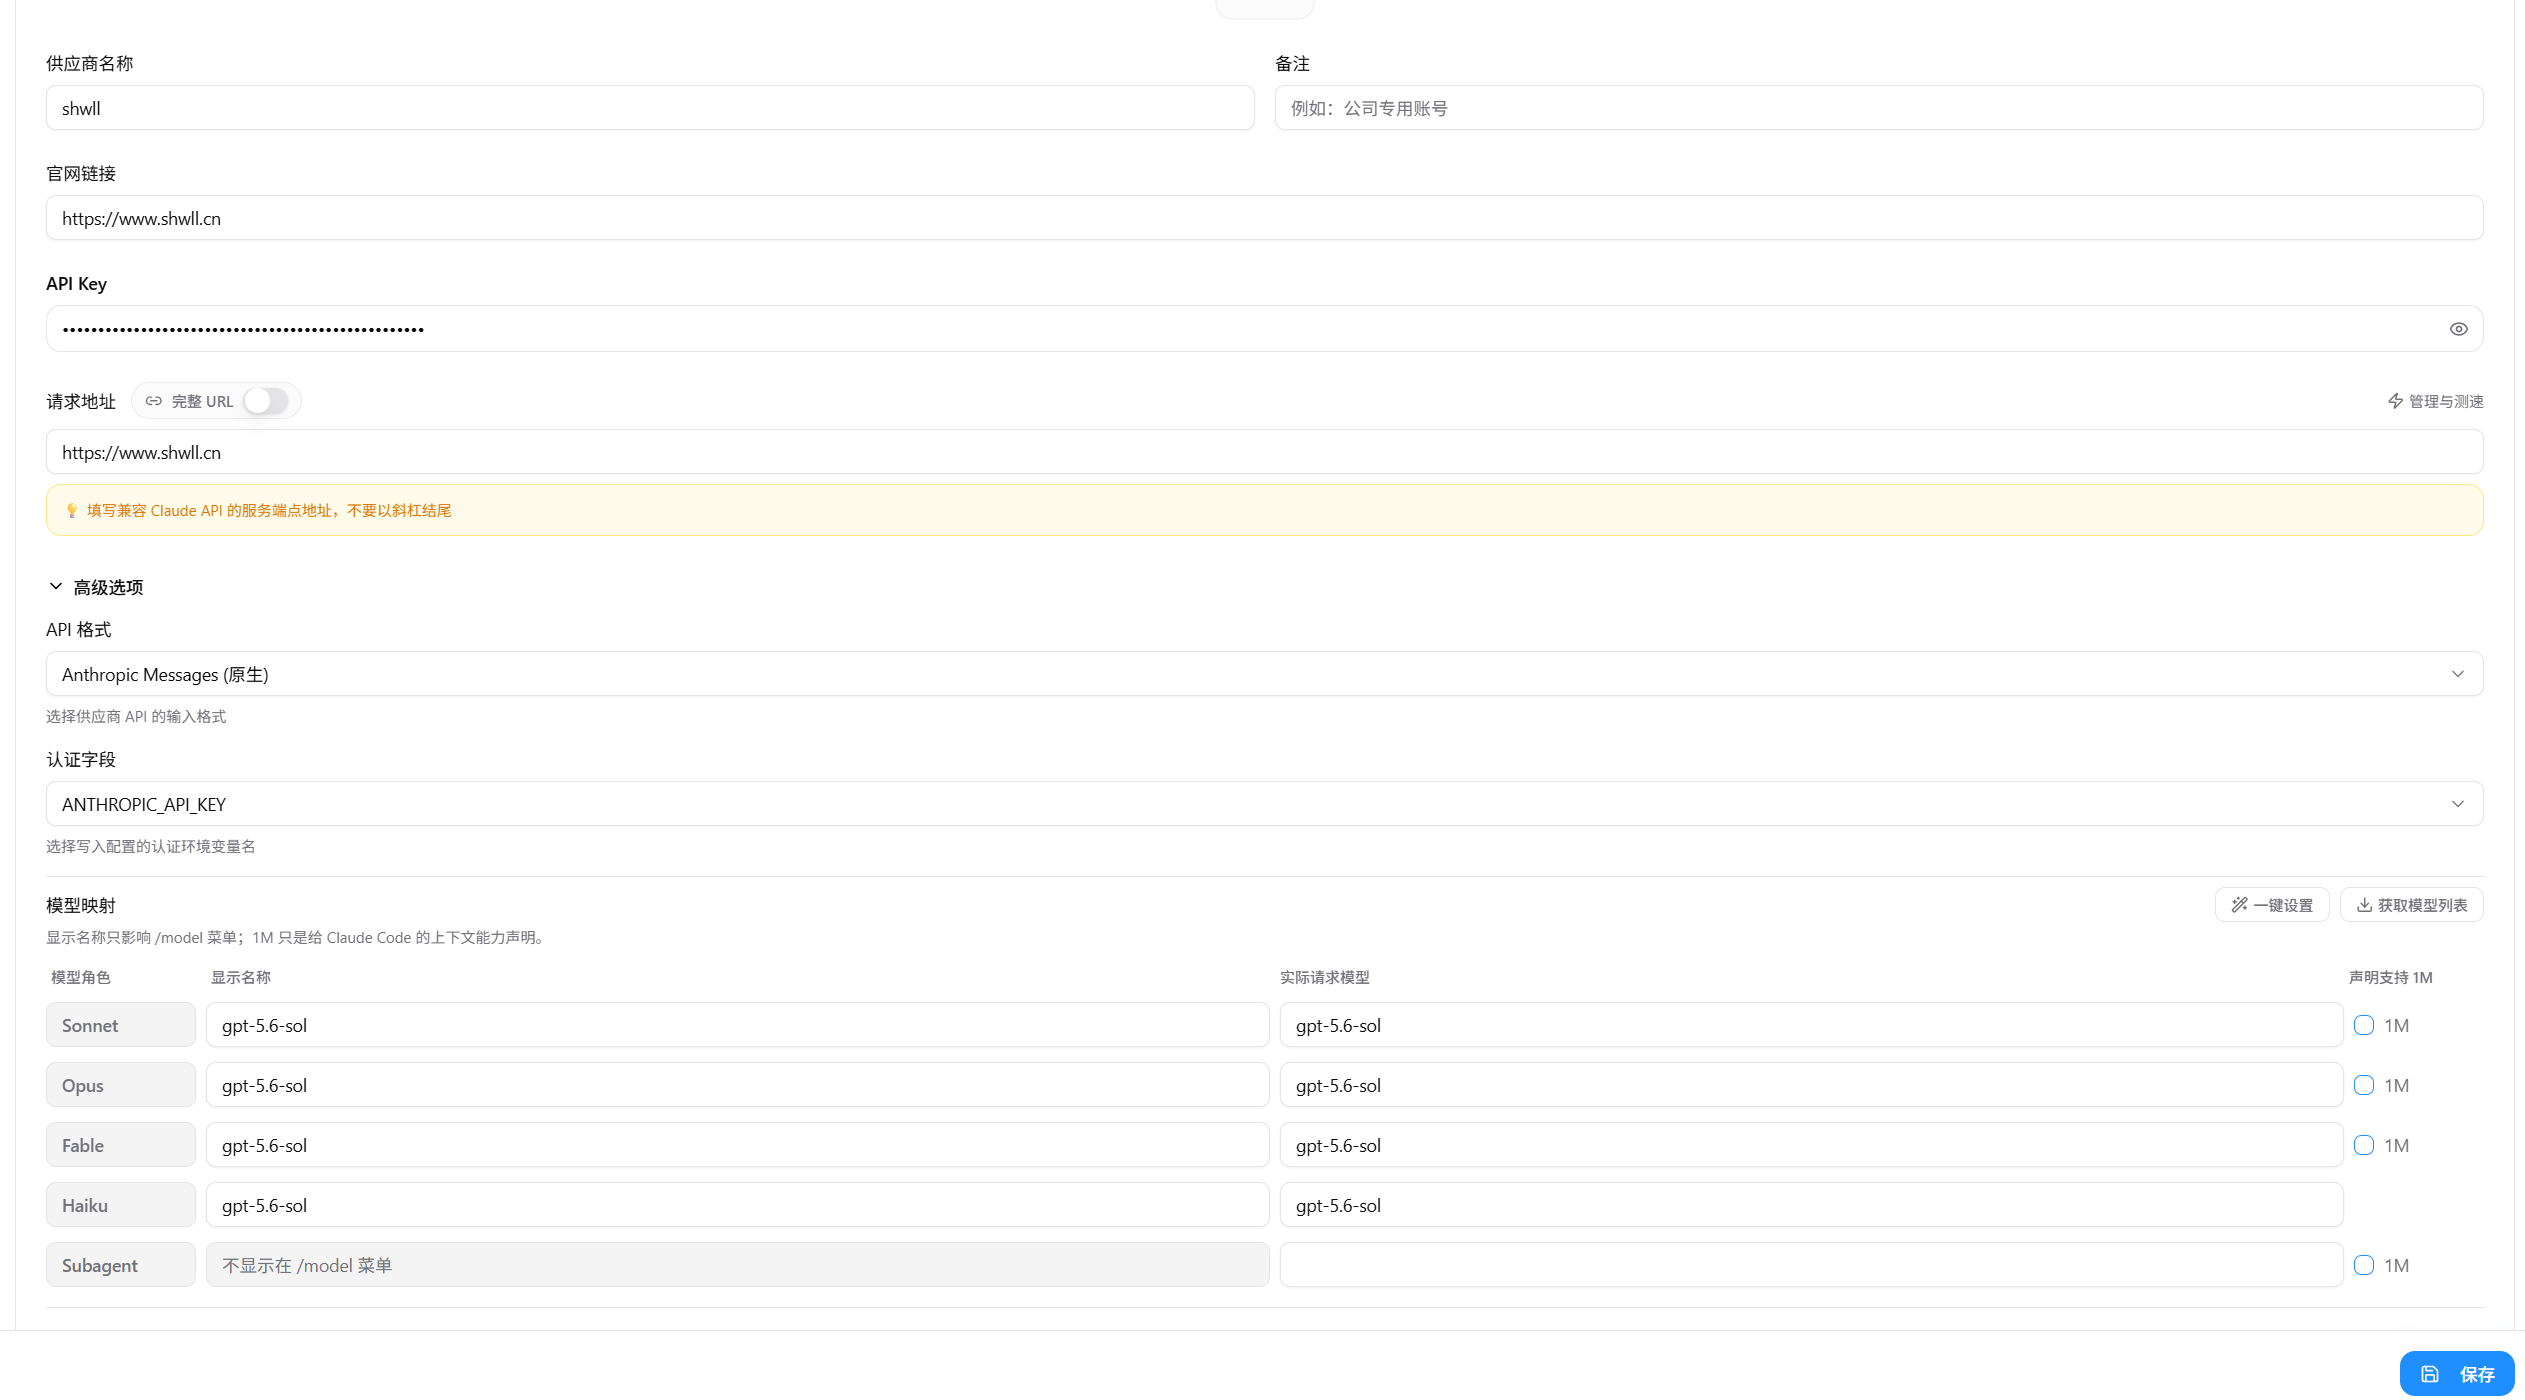 供应商名称
备注
shwll
例如：公司专用账号
官网链接
https://www.shwll.cn
API Key
••••••••••••••••••••••••••••••••••••••••••••••••••••
请求地址 完整 URL
管理与测速
https://www.shwll.cn
填写兼容 Claude API 的服务端点地址，不要以斜杠结尾
高级选项
API 格式
Anthropic Messages (原生)
选择供应商 API 的输入格式
认证字段
ANTHROPIC_API_KEY
选择写入配置的认证环境变量名
模型映射
一键设置 获取模型列表
显示名称只影响 /model 菜单；1M 只是给 Claude Code 的上下文能力声明。
模型角色 显示名称 实际请求模型 声明支持 1M
Sonnet gpt-5.6-sol gpt-5.6-sol 1M
Opus gpt-5.6-sol gpt-5.6-sol 1M
Fable gpt-5.6-sol gpt-5.6-sol 1M
Haiku gpt-5.6-sol gpt-5.6-sol
Subagent 不显示在 /model 菜单 1M
保存